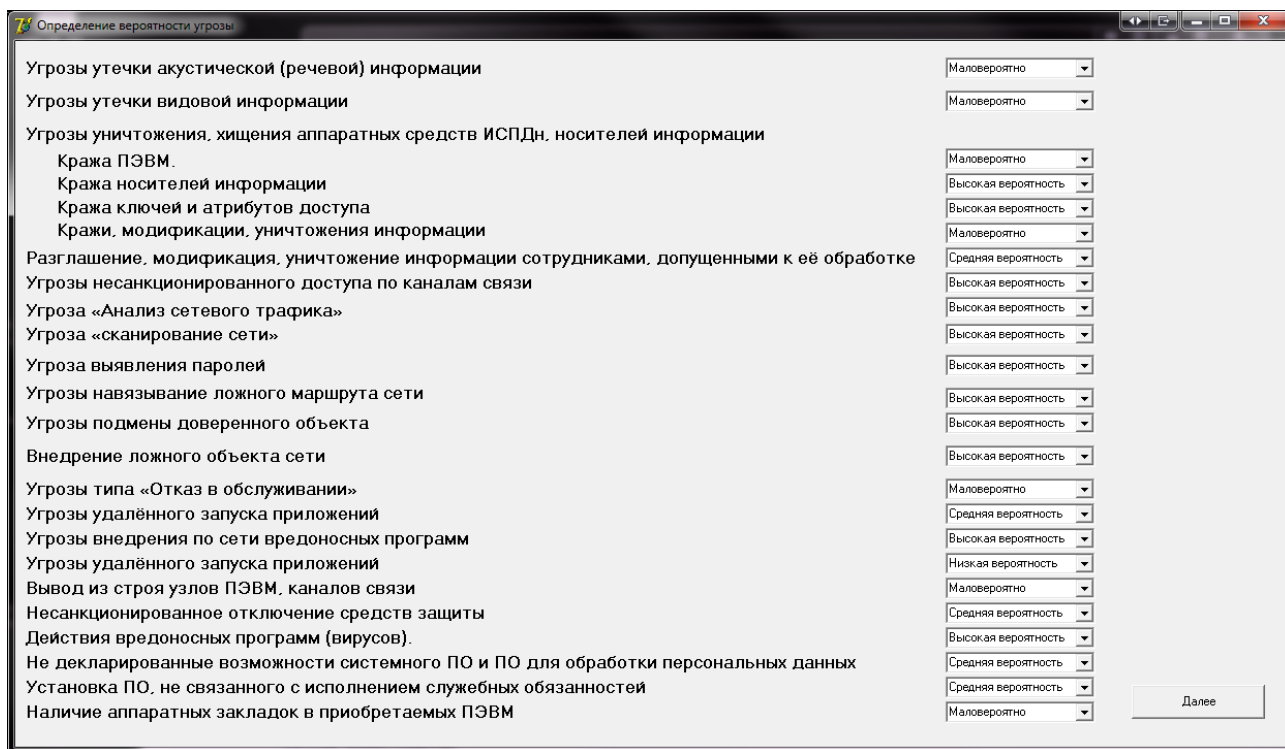 Определение вероятности угрозы
Угрозы утечки акустической (речевой) информации Маловероятно
Угрозы утечки видовой информации Маловероятно
Угрозы уничтожения, хищения аппаратных средств ИСПДн, носителей информации
Кража ПЭВМ. Маловероятно
Кража носителей информации Высокая вероятность
Кража ключей и атрибутов доступа Высокая вероятность
Кражи, модификации, уничтожения информации Маловероятно
Разглашение, модификация, уничтожение информации сотрудниками, допущенными к её обработке Средняя вероятность
Угрозы несанкционированного доступа по каналам связи Высокая вероятность
Угроза «Анализ сетевого трафика» Высокая вероятность
Угроза «сканирование сети» Высокая вероятность
Угроза выявления паролей Высокая вероятность
Угрозы навязывание ложного маршрута сети Высокая вероятность
Угрозы подмены доверенного объекта Высокая вероятность
Внедрение ложного объекта сети Высокая вероятность
Угрозы типа «Отказ в обслуживании» Маловероятно
Угрозы удалённого запуска приложений Средняя вероятность
Угрозы внедрения по сети вредоносных программ Высокая вероятность
Угрозы удалённого запуска приложений Низкая вероятность
Вывод из строя узлов ПЭВМ, каналов связи Маловероятно
Несанкционированное отключение средств защиты Средняя вероятность
Действия вредоносных программ (вирусов). Высокая вероятность
Не декларированные возможности системного ПО и ПО для обработки персональных данных Средняя вероятность
Установка ПО, не связанного с исполнением служебных обязанностей Средняя вероятность
Наличие аппаратных закладок в приобретаемых ПЭВМ Маловероятно
Далее